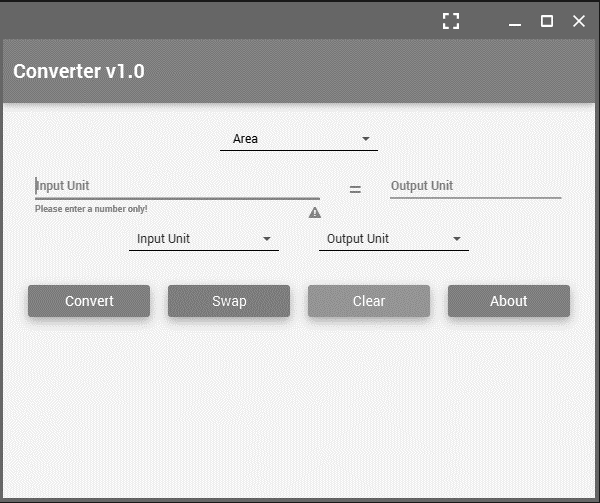 Converter v1.0
Area
Input Unit = Output Unit
Please enter a number only!
Input Unit Output Unit
Convert Swap Clear About